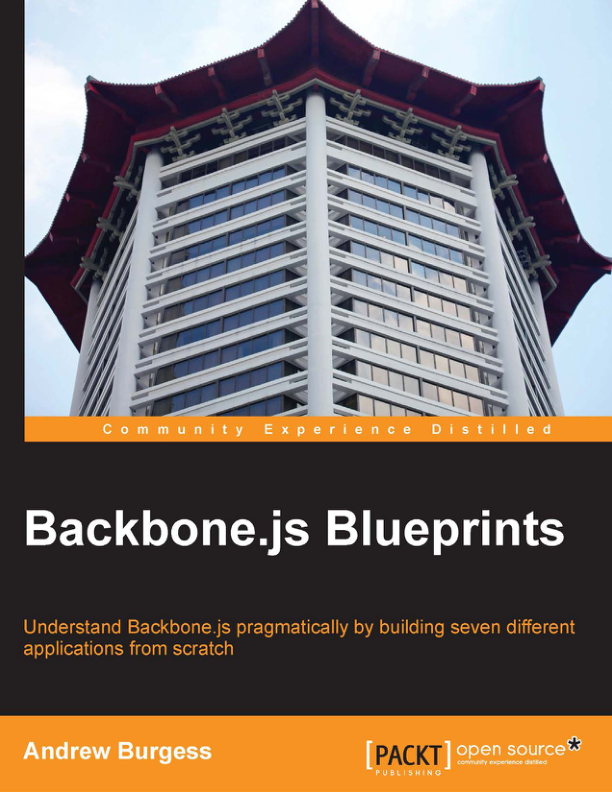 Community Experience Distilled
Backbone.js Blueprints
Understand Backbone.js pragmatically by building seven different
applications from scratch
Andrew Burgess
[PACKT] open source*
PUBLISHING community experience distilled